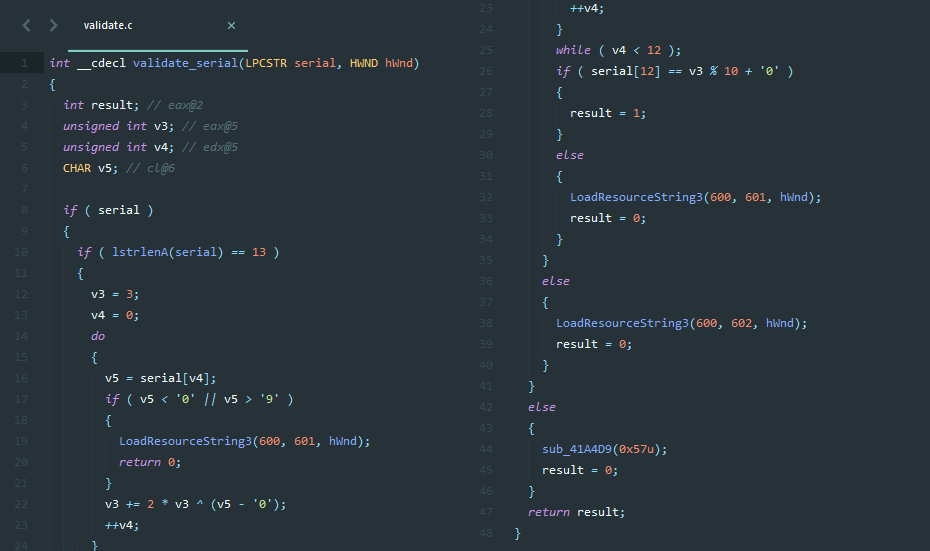 validate.c ×
1 int __cdecl validate_serial(LPCSTR serial, HWND hWnd)
2 {
3 int result; // eax@2
4 unsigned int v3; // eax@5
5 unsigned int v4; // edx@5
6 CHAR v5; // cl@6
7
8 if ( serial )
9 {
10 if ( lstrlenA(serial) == 13 )
11 {
12 v3 = 3;
13 v4 = 0;
14 do
15 {
16 v5 = serial[v4];
17 if ( v5 < '0' || v5 > '9' )
18 {
19 LoadResourceString3(600, 601, hWnd);
20 return 0;
21 }
22 v3 += 2 * v3 ^ (v5 - '0');
23 ++v4;
24 }
23 ++v4;
24 }
25 while ( v4 < 12 );
26 if ( serial[12] == v3 % 10 + '0' )
27 {
28 result = 1;
29 }
30 else
31 {
32 LoadResourceString3(600, 601, hWnd);
33 result = 0;
34 }
35 }
36 else
37 {
38 LoadResourceString3(600, 602, hWnd);
39 result = 0;
40 }
41 }
42 else
43 {
44 sub_41A4D9(0x57u);
45 result = 0;
46 }
47 return result;
48 }